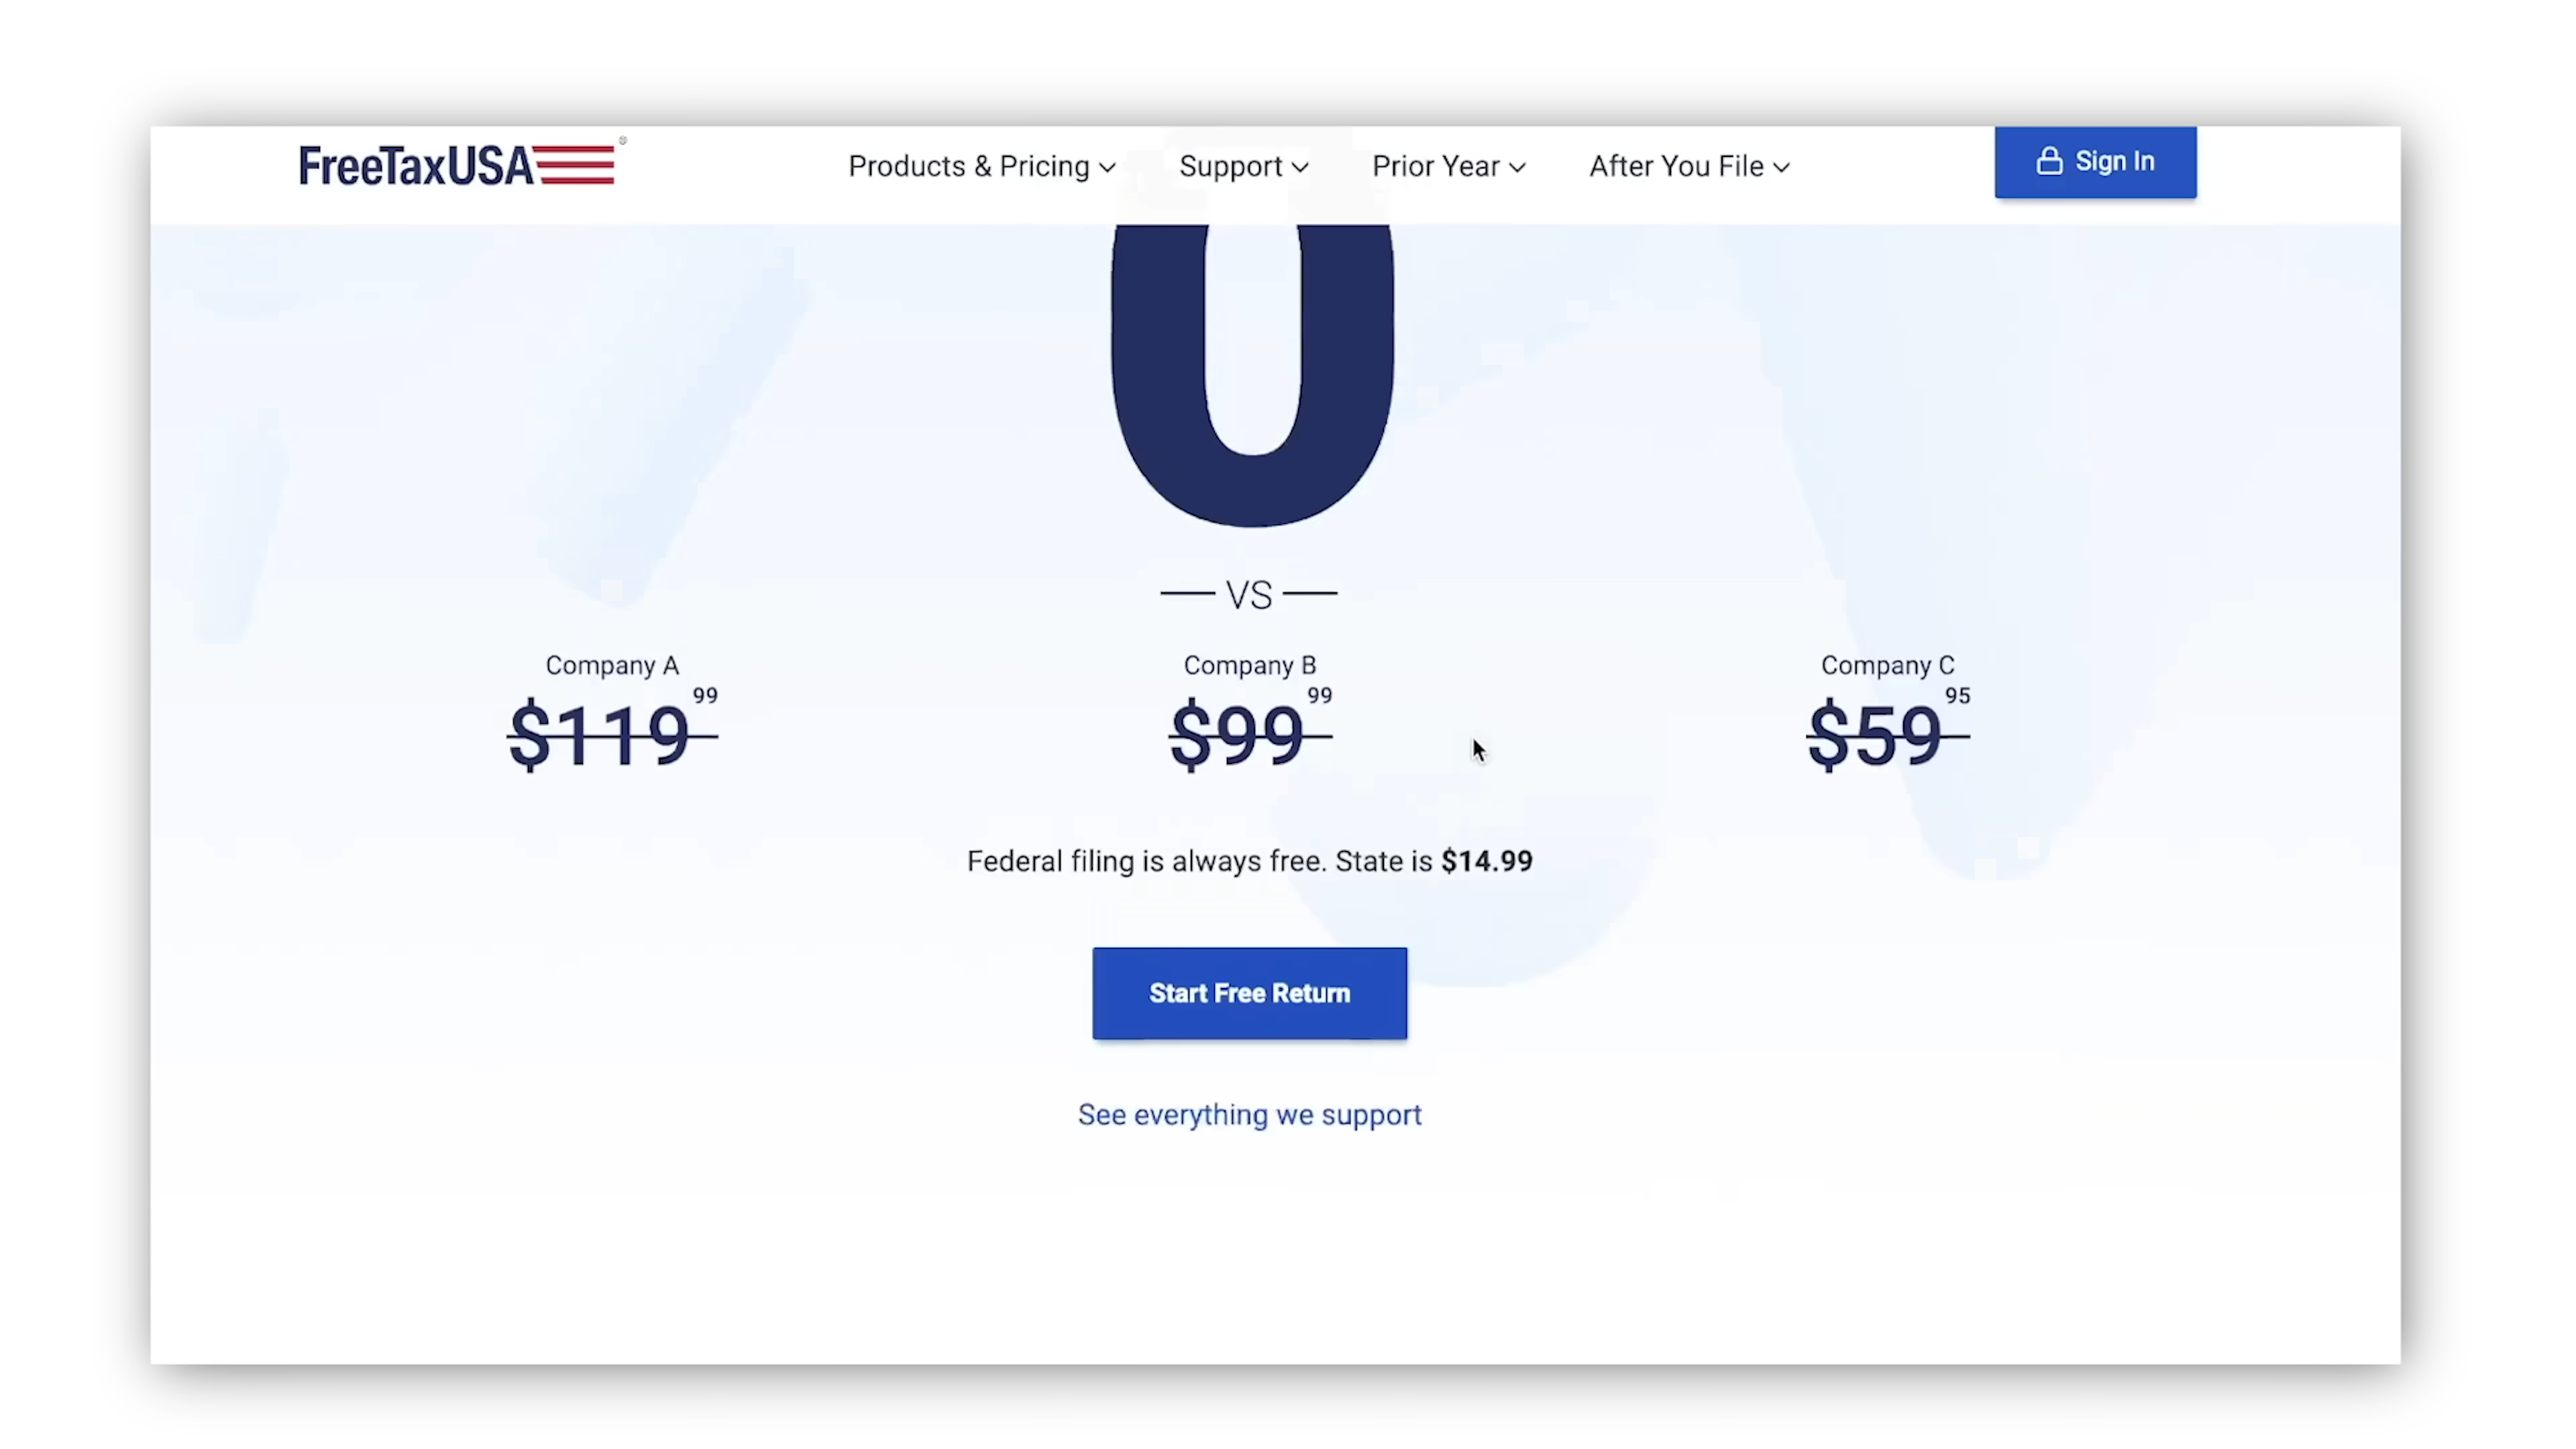 FreeTaxUSA®
Products & Pricing
Support
Prior Year
After You File
Sign In
0
VS
Company A
$119 99
Company B
$99 99
Company C
$59 95
Federal filing is always free. State is $14.99
Start Free Return
See everything we support